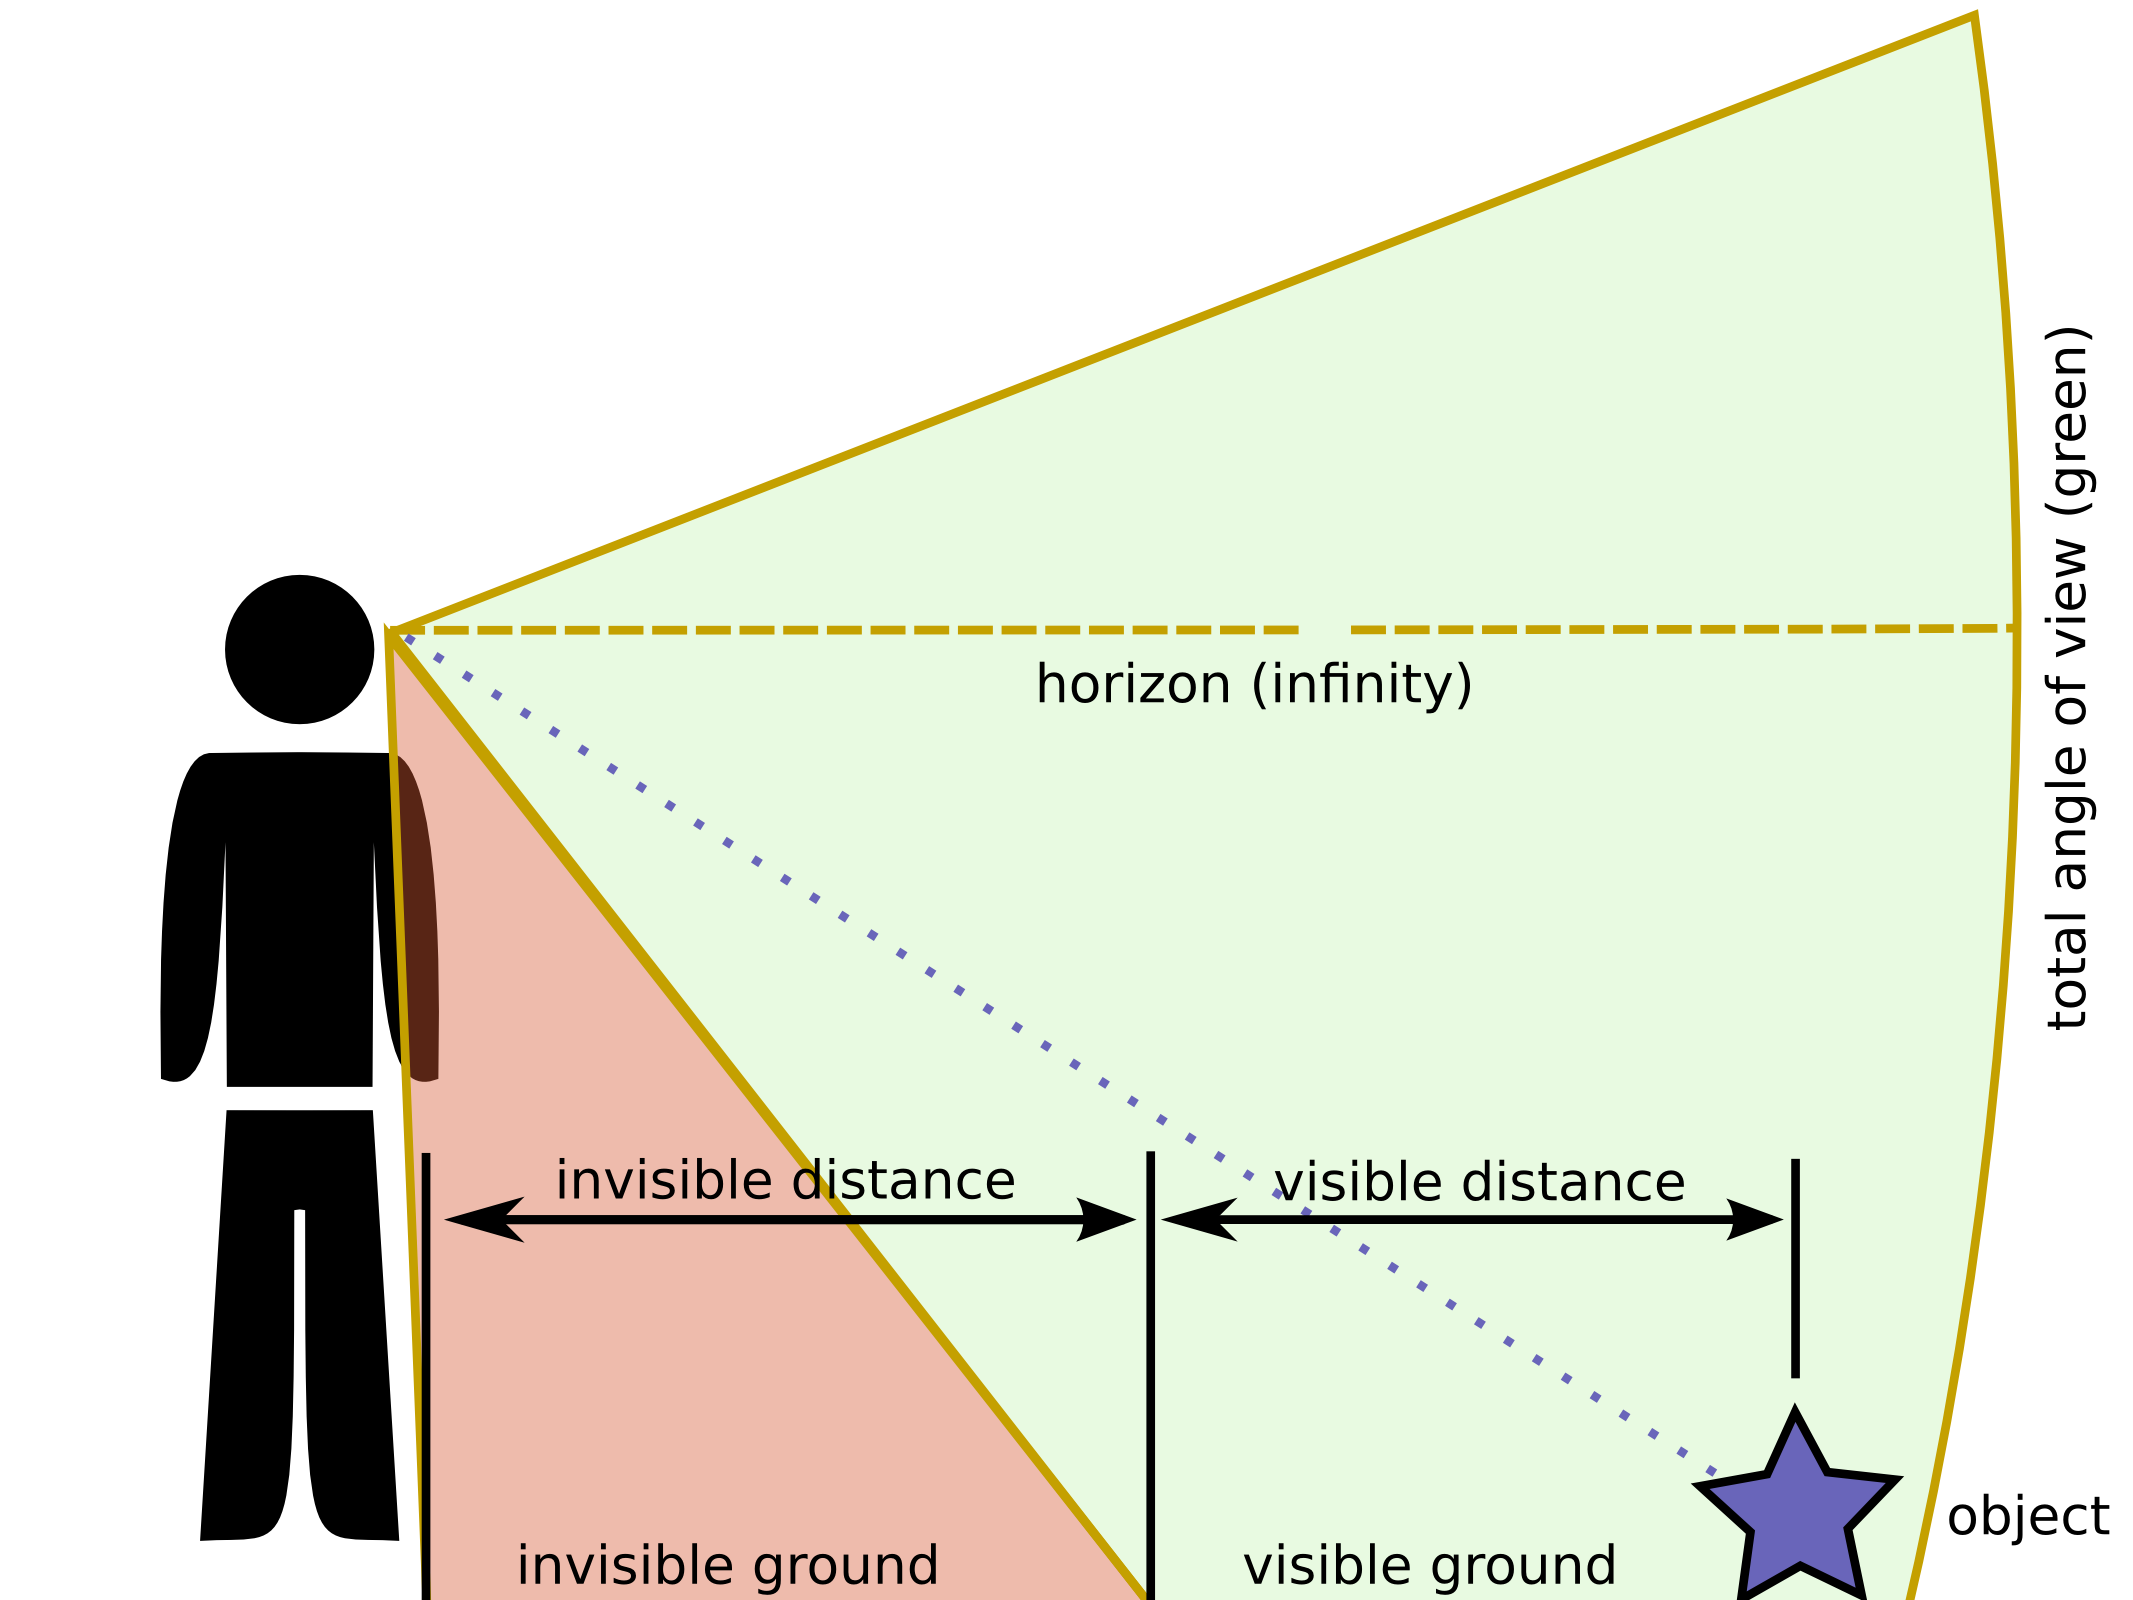 horizon (infinity)
total angle of view (green)
invisible distance
visible distance
object
invisible ground
visible ground